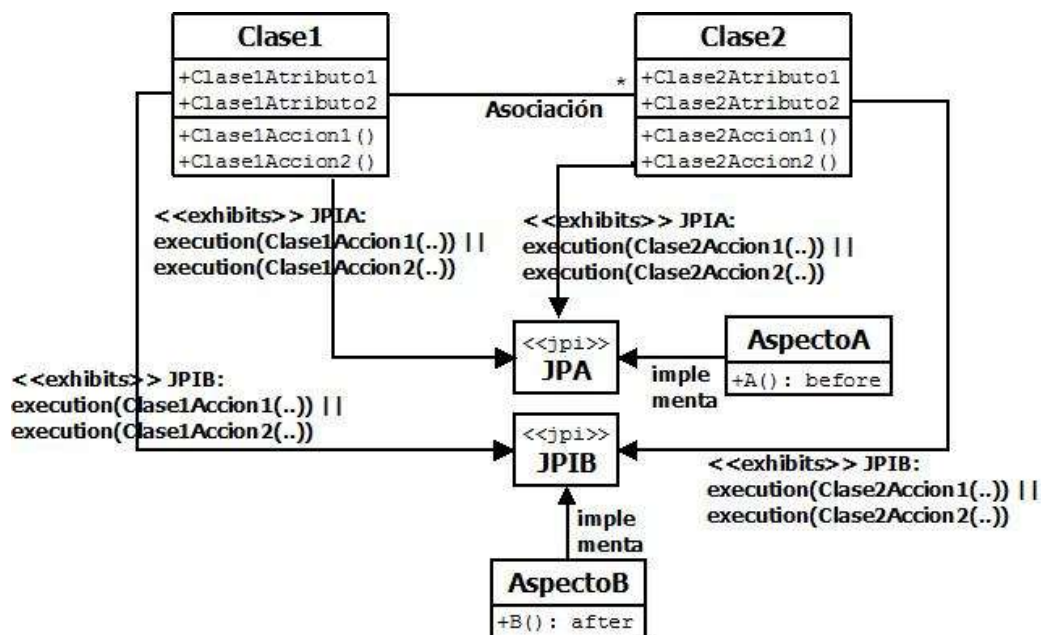 Clase1
+Clase1Atributo1
+Clase1Atributo2
+Clase1Accion1()
+Clase1Accion2()
Clase2
+Clase2Atributo1
+Clase2Atributo2
+Clase2Accion1()
+Clase2Accion2()
*
Asociación
<<exhibits>> JPIA:
execution(Clase1Accion1(..)) ||
execution(Clase1Accion2(..))
<<exhibits>> JPIA:
execution(Clase2Accion1(..)) ||
execution(Clase2Accion2(..))
<<jpi>>
JPA
AspectoA
+A(): before
imple
menta
<<exhibits>> JPIB:
execution(Clase1Accion1(..)) ||
execution(Clase1Accion2(..))
<<jpi>>
JPIB
<<exhibits>> JPIB:
execution(Clase2Accion1(..)) ||
execution(Clase2Accion2(..))
imple
menta
AspectoB
+B(): after